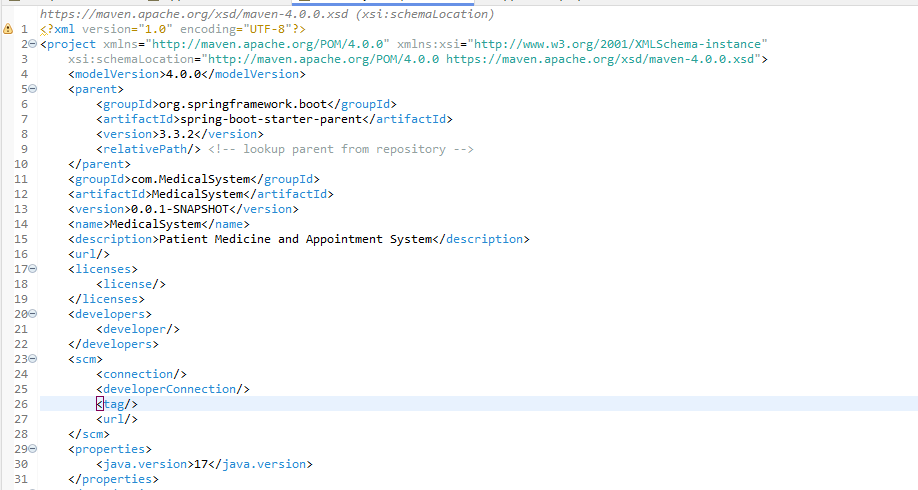 https://maven.apache.org/xsd/maven-4.0.0.xsd (xsi:schemaLocation)
1 <?xml version="1.0" encoding="UTF-8"?>
2 <project xmlns="http://maven.apache.org/POM/4.0.0" xmlns:xsi="http://www.w3.org/2001/XMLSchema-instance"
3     xsi:schemaLocation="http://maven.apache.org/POM/4.0.0 https://maven.apache.org/xsd/maven-4.0.0.xsd">
4     <modelVersion>4.0.0</modelVersion>
5     <parent>
6         <groupId>org.springframework.boot</groupId>
7         <artifactId>spring-boot-starter-parent</artifactId>
8         <version>3.3.2</version>
9         <relativePath/> <!-- lookup parent from repository -->
10     </parent>
11     <groupId>com.MedicalSystem</groupId>
12     <artifactId>MedicalSystem</artifactId>
13     <version>0.0.1-SNAPSHOT</version>
14     <name>MedicalSystem</name>
15     <description>Patient Medicine and Appointment System</description>
16     <url/>
17     <licenses>
18         <license/>
19     </licenses>
20     <developers>
21         <developer/>
22     </developers>
23     <scm>
24         <connection/>
25         <developerConnection/>
26         <tag/>
27         <url/>
28     </scm>
29     <properties>
30         <java.version>17</java.version>
31     </properties>